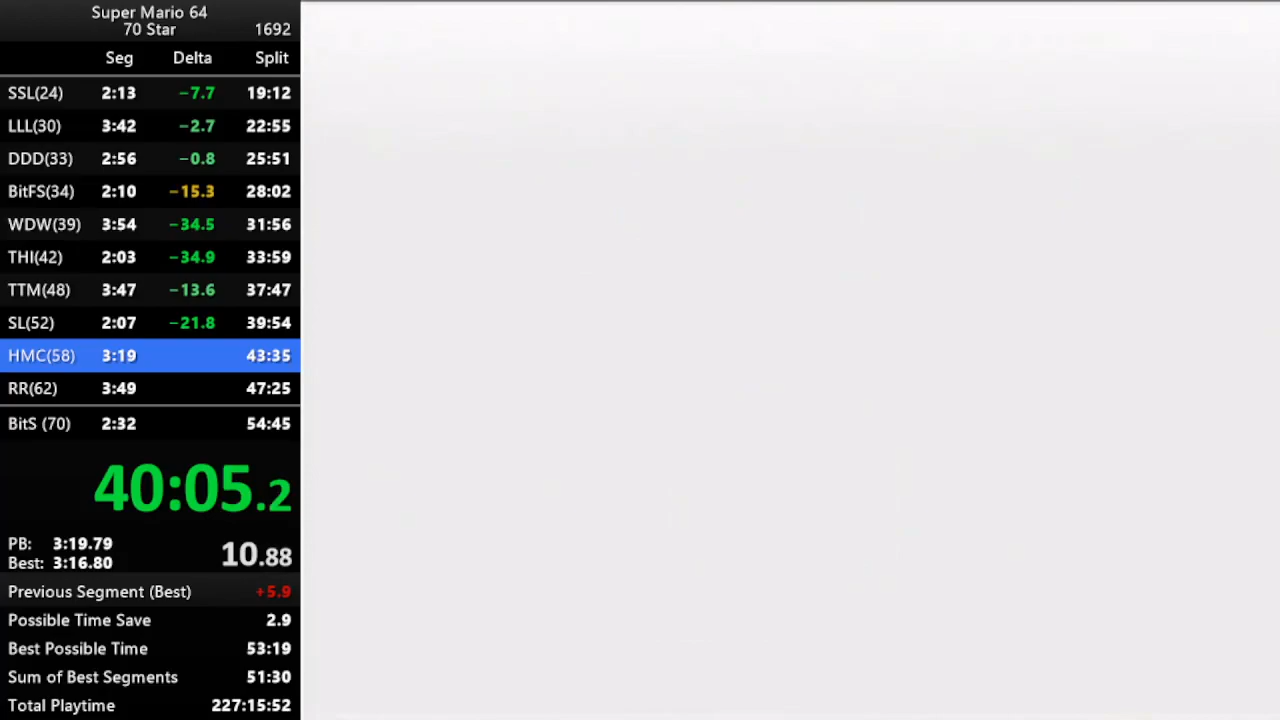 Super Mario 64
70 Star 1692
Seg Delta Split
SSL(24) 2:13 −7.7 19:12
LLL(30) 3:42 −2.7 22:55
DDD(33) 2:56 −0.8 25:51
BitFS(34) 2:10 −15.3 28:02
WDW(39) 3:54 −34.5 31:56
THI(42) 2:03 −34.9 33:59
TTM(48) 3:47 −13.6 37:47
SL(52) 2:07 −21.8 39:54
HMC(58) 3:19 43:35
RR(62) 3:49 47:25
BitS (70) 2:32 54:45
40:05.2
PB: 3:19.79
Best: 3:16.80
10.88
Previous Segment (Best) +5.9
Possible Time Save 2.9
Best Possible Time 53:19
Sum of Best Segments 51:30
Total Playtime 227:15:52